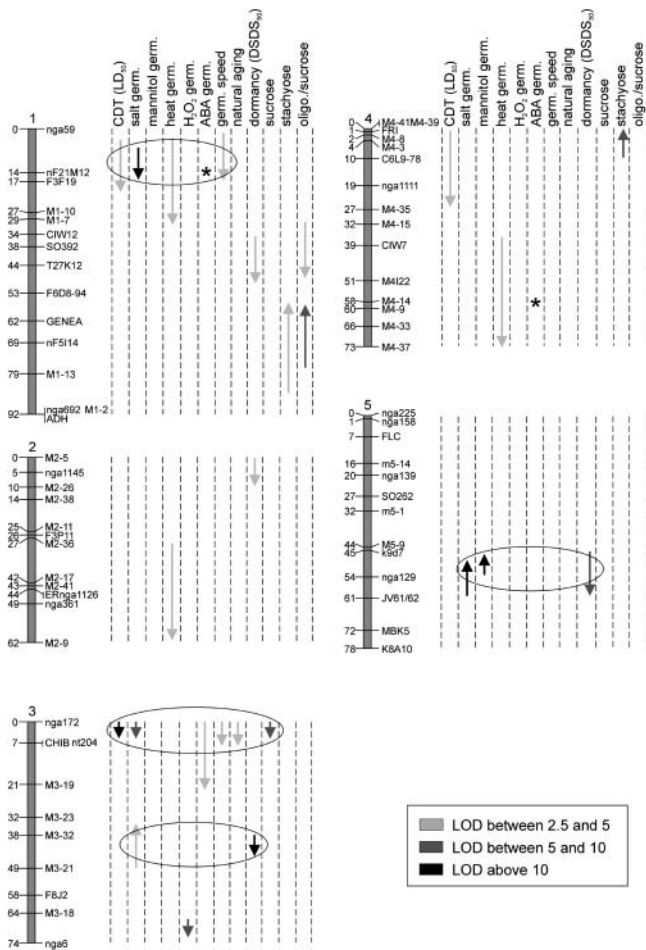 CDT (LD₅₀)
salt germ.
mannitol germ.
heat germ.
H₂O₂ germ.
ABA germ.
germ. speed
natural aging
dormancy (DSDS₅₀)
sucrose
stachyose
oligo./sucrose
1
0 nga59
14 nF21M12
17 F3F19
27 M1-10
29 M1-7
34 CIW12
38 SO392
44 T27K12
53 F6D8-94
62 GENEA
69 nF5I14
79 M1-13
92 nga692 M1-2
ADH
*
2
0 M2-5
5 nga1145
10 M2-26
14 M2-38
25 M2-11
26 F3P11
27 M2-36
42 M2-17
43 M2-41
44 ERnga1126
49 nga361
62 M2-9
3
0 nga172
7 CHIB nt204
21 M3-19
32 M3-23
38 M3-32
49 M3-21
58 F8J2
64 M3-18
74 nga6
CDT (LD₅₀)
salt germ.
mannitol germ.
heat germ.
H₂O₂ germ.
ABA germ.
germ. speed
natural aging
dormancy (DSDS₅₀)
sucrose
stachyose
oligo./sucrose
4
0 M4-41M4-39
1 FRI
2 M4-8
4 M4-3
10 C6L9-78
19 nga1111
27 M4-35
32 M4-15
39 CIW7
51 M4I22
58 M4-14
60 M4-9
66 M4-33
73 M4-37
*
5
0 nga225
1 nga158
7 FLC
16 m5-14
20 nga139
27 SO262
32 m5-1
44 M5-9
45 k9d7
54 nga129
61 JV61/62
72 MBK5
78 K8A10
LOD between 2.5 and 5
LOD between 5 and 10
LOD above 10